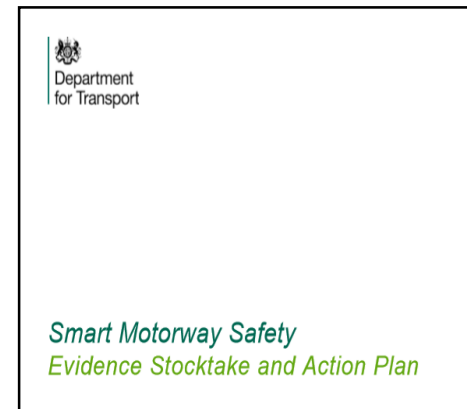 Department
for Transport
Smart Motorway Safety
Evidence Stocktake and Action Plan